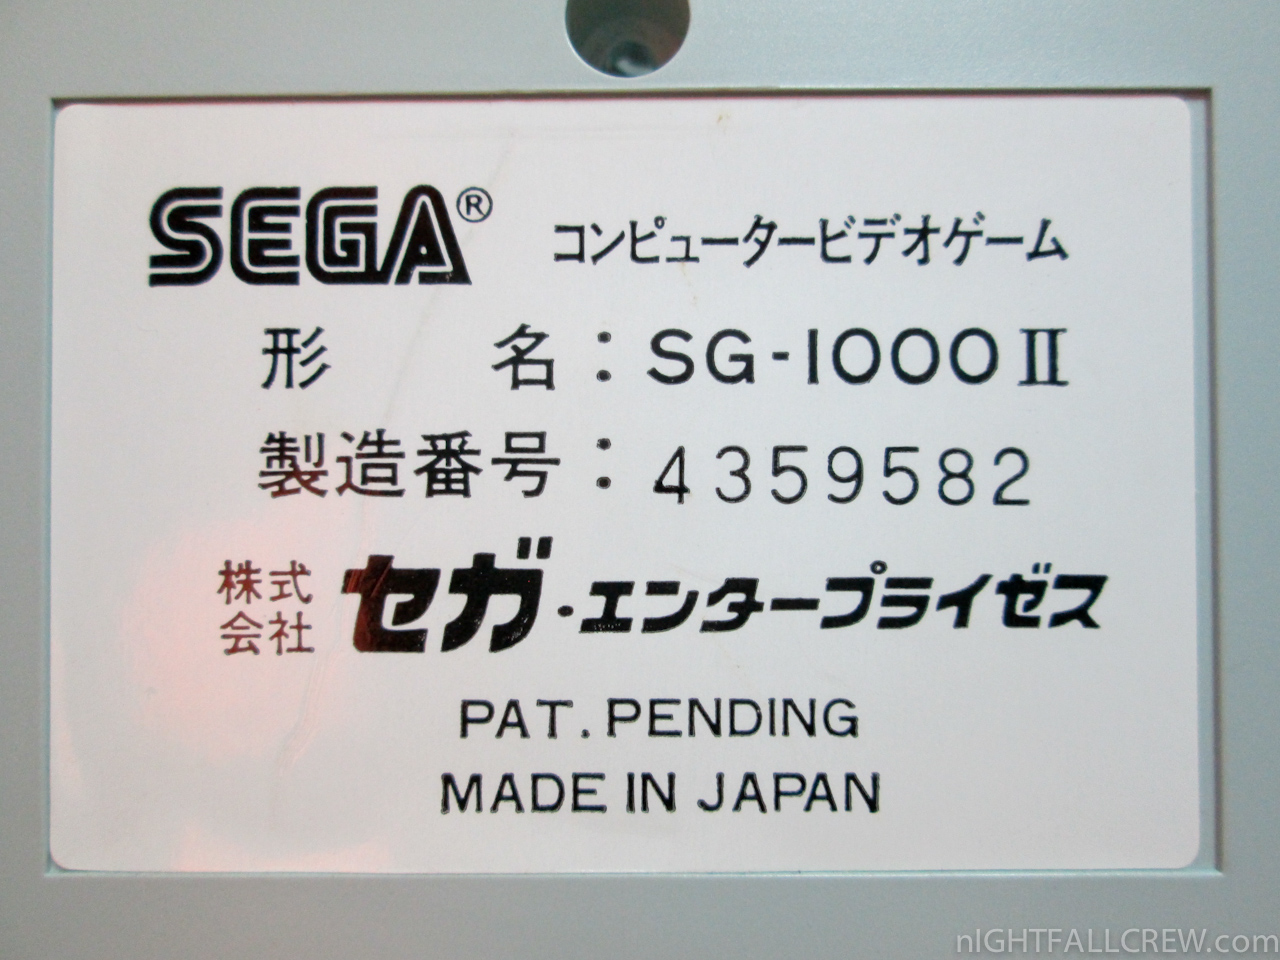 SEGA® コンピュータービデオゲーム
形 名：SG-1000Ⅱ
製造番号：4359582
株式会社 セガ・エンタープライゼス
PAT. PENDING
MADE IN JAPAN
nIGHTFALLCREW.com